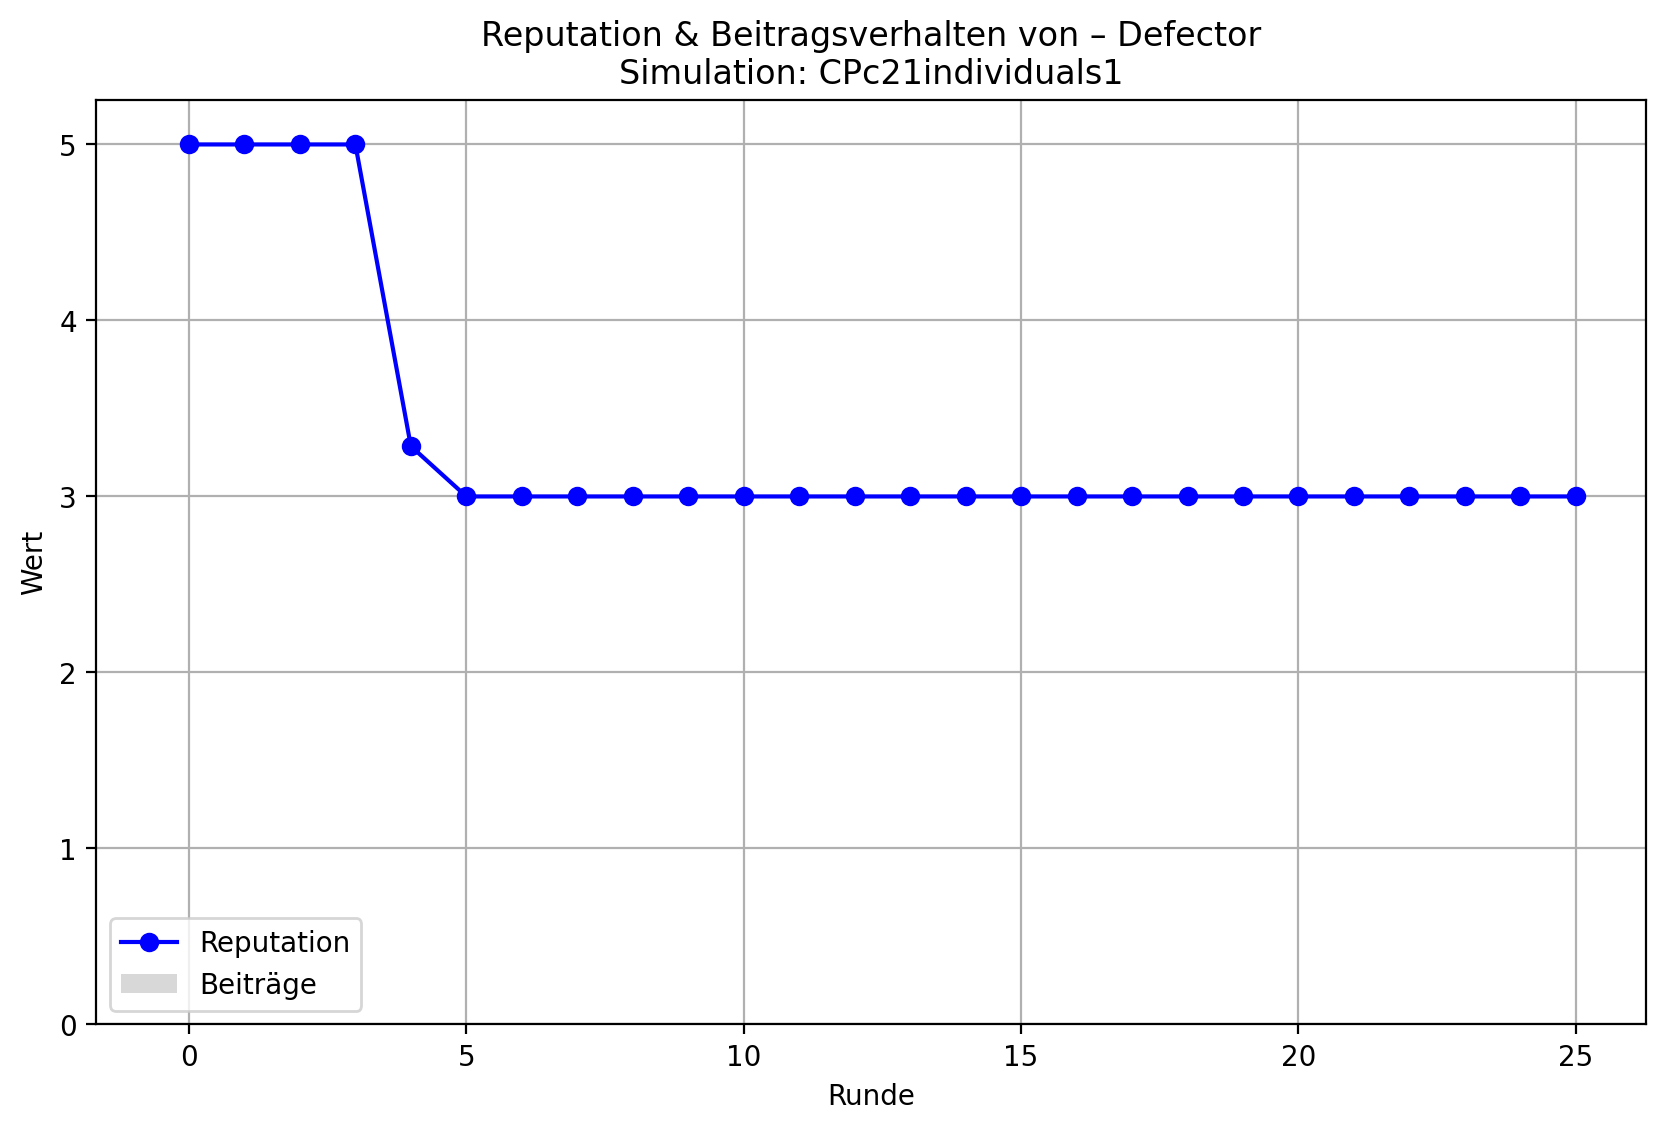 Reputation & Beitragsverhalten von – Defector
Simulation: CPc21individuals1
5
4
3
2
1
0
Wert
Reputation
Beiträge
0 5 10 15 20 25
Runde